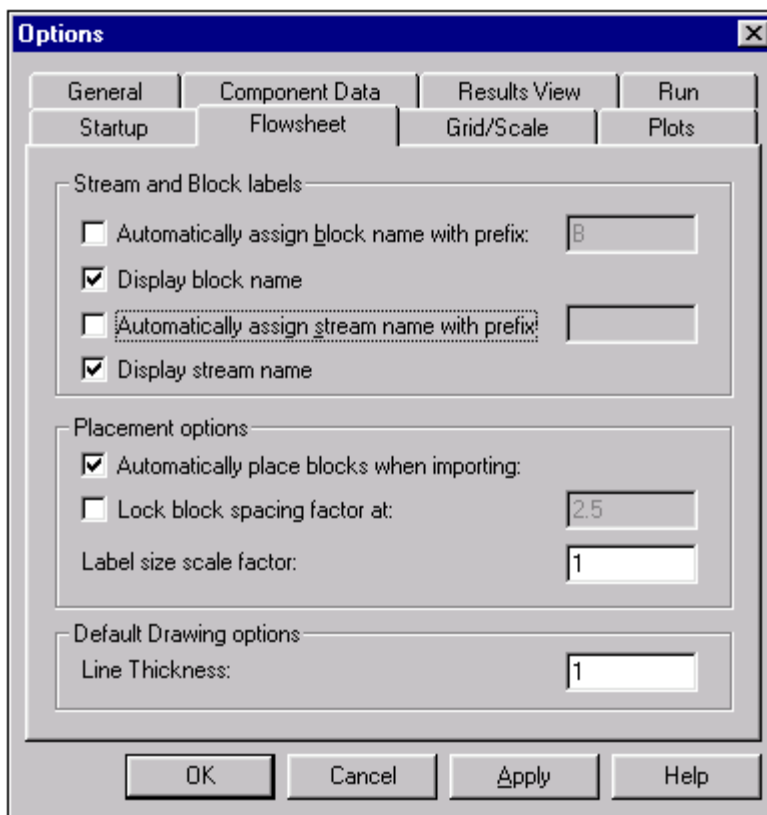 Options
General Component Data Results View Run
Startup Flowsheet Grid/Scale Plots
Stream and Block labels
Automatically assign block name with prefix: B
Display block name
Automatically assign stream name with prefix:
Display stream name
Placement options
Automatically place blocks when importing:
Lock block spacing factor at: 2.5
Label size scale factor: 1
Default Drawing options
Line Thickness: 1
OK Cancel Apply Help